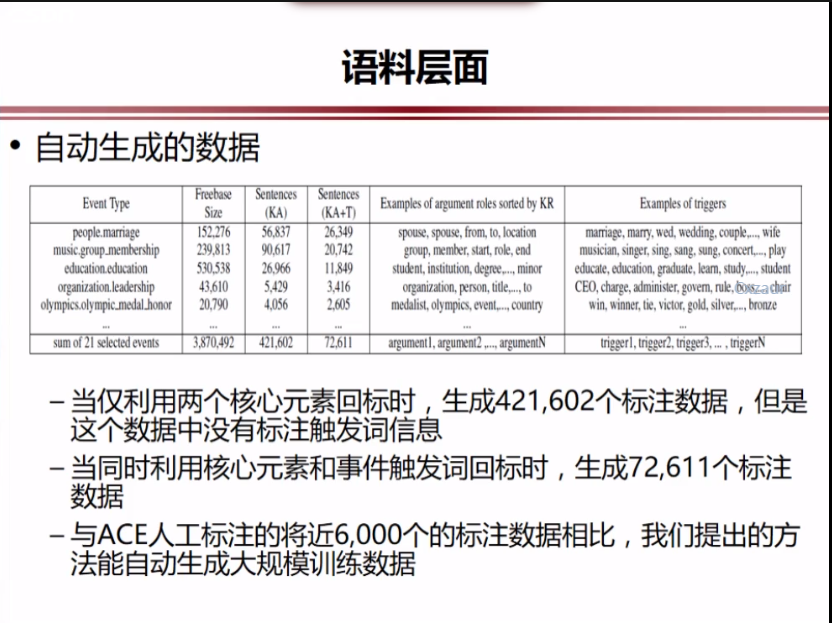 语料层面
• 自动生成的数据
Event Type Freebase Size Sentences (KA) Sentences (KA+T) Examples of argument roles sorted by KR Examples of triggers
people.marriage 152,276 56,837 26,349 spouse, spouse, from, to, location marriage, marry, wed, wedding, couple,..., wife
music.group_membership 239,813 90,617 20,742 group, member, start, role, end musician, singer, sing, sang, sung, concert,..., play
education.education 530,538 26,966 11,849 student, institution, degree,..., minor educate, education, graduate, learn, study,..., student
organization.leadership 43,610 5,429 3,416 organization, person, title,..., to CEO, charge, administer, govern, rule, chair
olympics.olympic_medal_honor 20,790 4,056 2,605 medalist, olympics, event,..., country win, winner, tie, victor, gold, silver,..., bronze
... ... ... ... ... ...
sum of 21 selected events 3,870,492 421,602 72,611 argument1, argument2 ,..., argumentN trigger1, trigger2, trigger3, ... , triggerN
– 当仅利用两个核心元素回标时，生成421,602个标注数据，但是
这个数据中没有标注触发词信息
– 当同时利用核心元素和事件触发词回标时，生成72,611个标注
数据
– 与ACE人工标注的将近6,000个的标注数据相比，我们提出的方
法能自动生成大规模训练数据